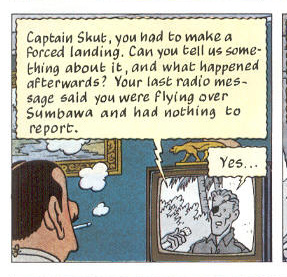 Captain Skut, you had to make a
forced landing. Can you tell us some-
thing about it, and what happened
afterwards? Your last radio mes-
sage said you were flying over
Sumbawa and had nothing to
report.
Yes...